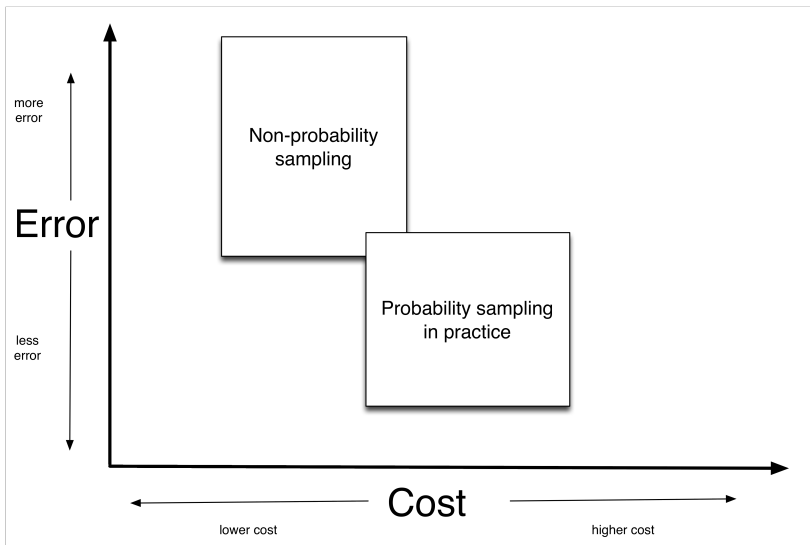 more
error
Non-probability
sampling
Error
Probability sampling
in practice
less
error
Cost
lower cost
higher cost